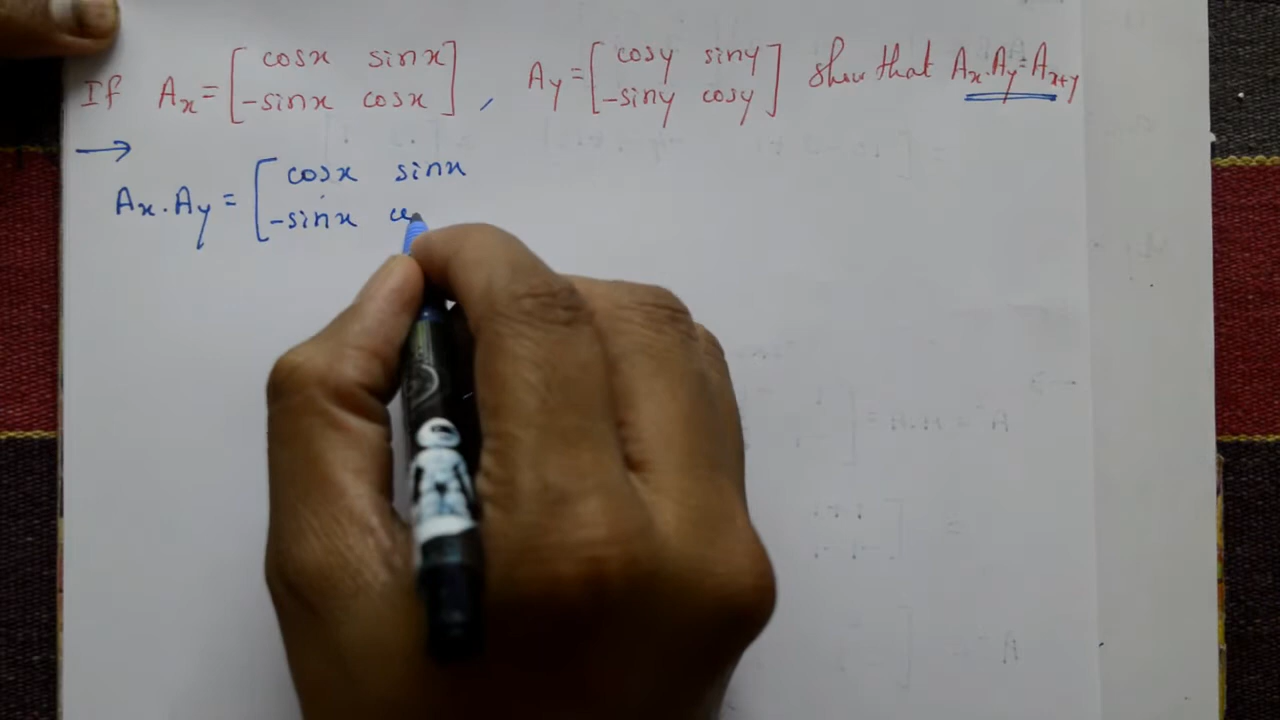 If Ax = [cosx sinx
-sinx cosx] , Ay = [cosy siny
-siny cosy] show that Ax.Ay = Ax+y
→
Ax.Ay = [cosx sinx
-sinx